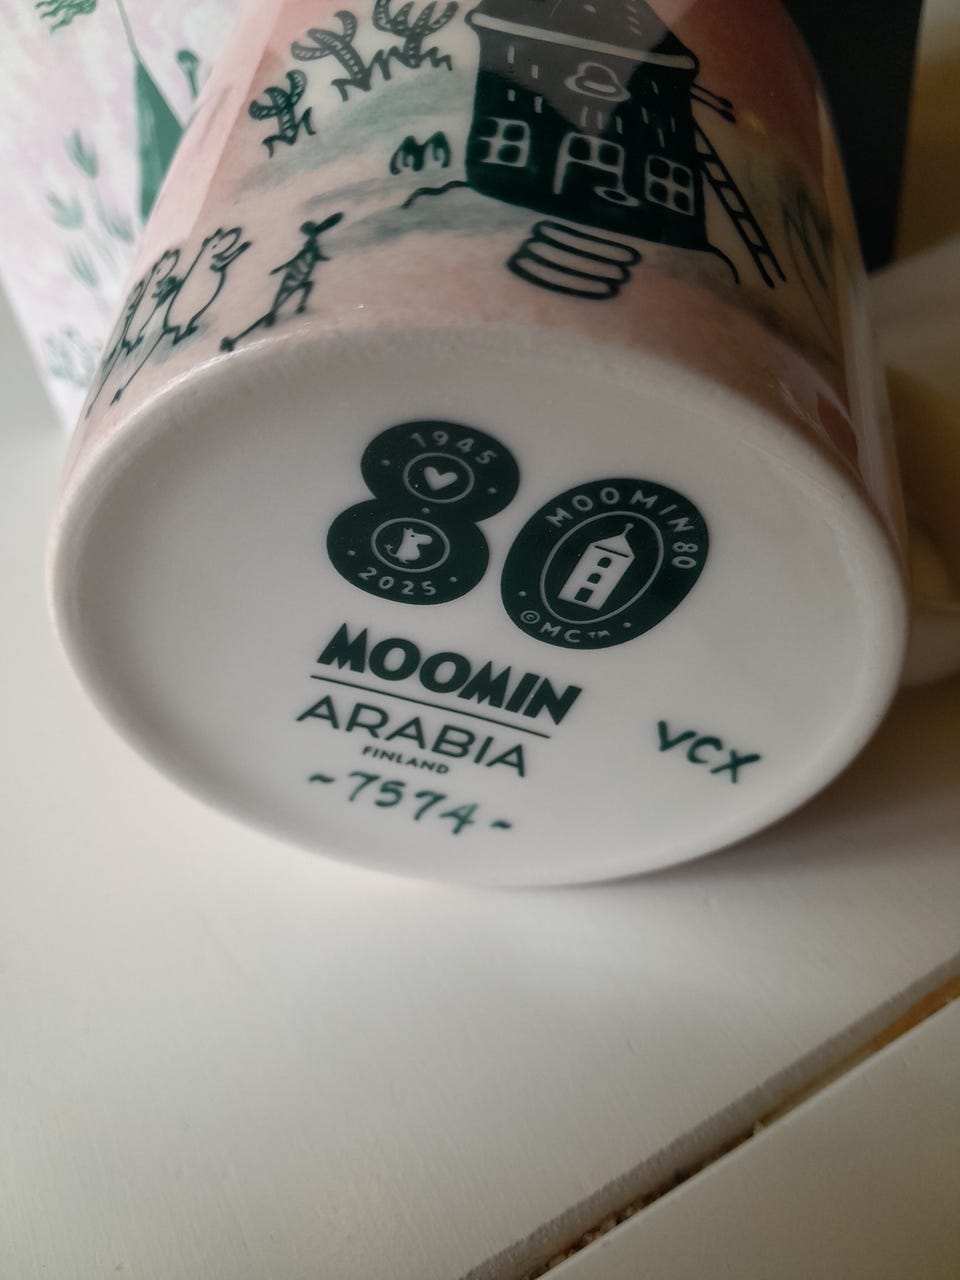 1945
2025
MOOMIN 80
©MC™
MOOMIN
ARABIA
FINLAND
~7574~
VCX